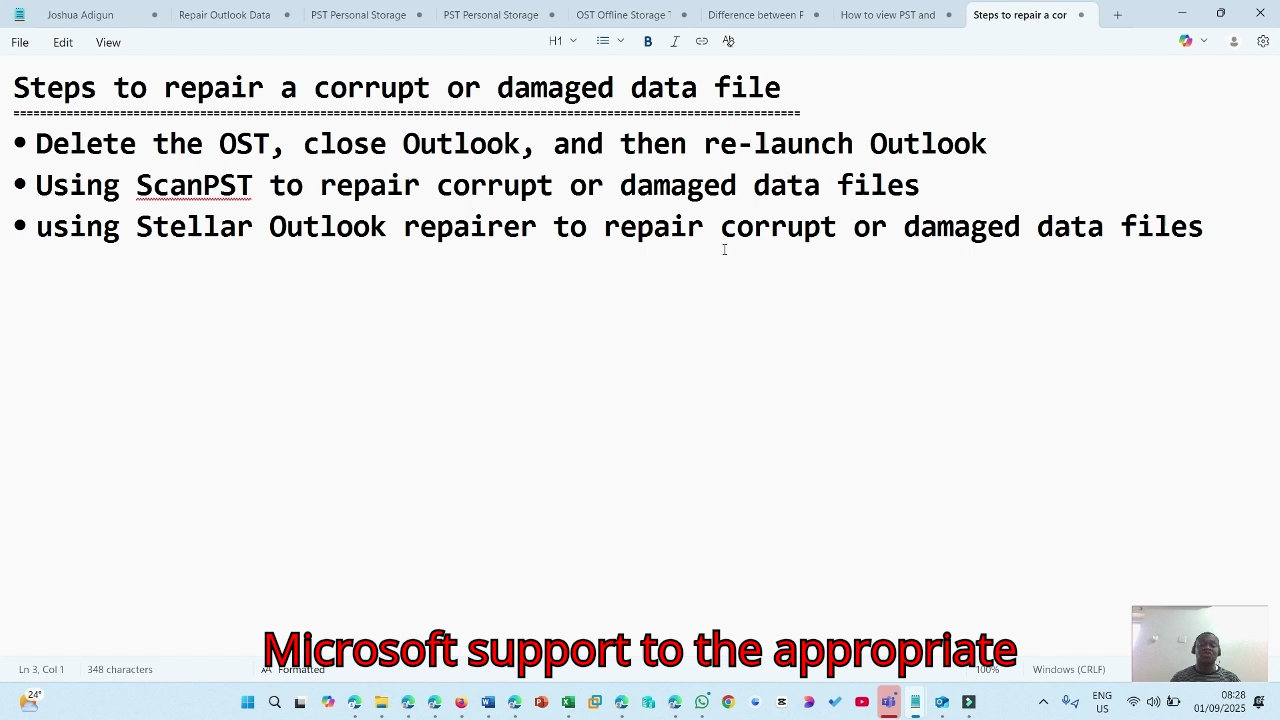 Joshua Adigun
Repair Outlook Data
PST Personal Storage
PST Personal Storage
OST Offline Storage T
Difference between P
How to view PST and
Steps to repair a cor
File Edit View
H1
Steps to repair a corrupt or damaged data file
================================================================================
• Delete the OST, close Outlook, and then re-launch Outlook
• Using ScanPST to repair corrupt or damaged data files
• using Stellar Outlook repairer to repair corrupt or damaged data files
Microsoft support to the appropriate
Ln 3, Col 1
348 characters
Formatted
100%
Windows (CRLF)
24°
ENG
US
08:28
01/09/2025